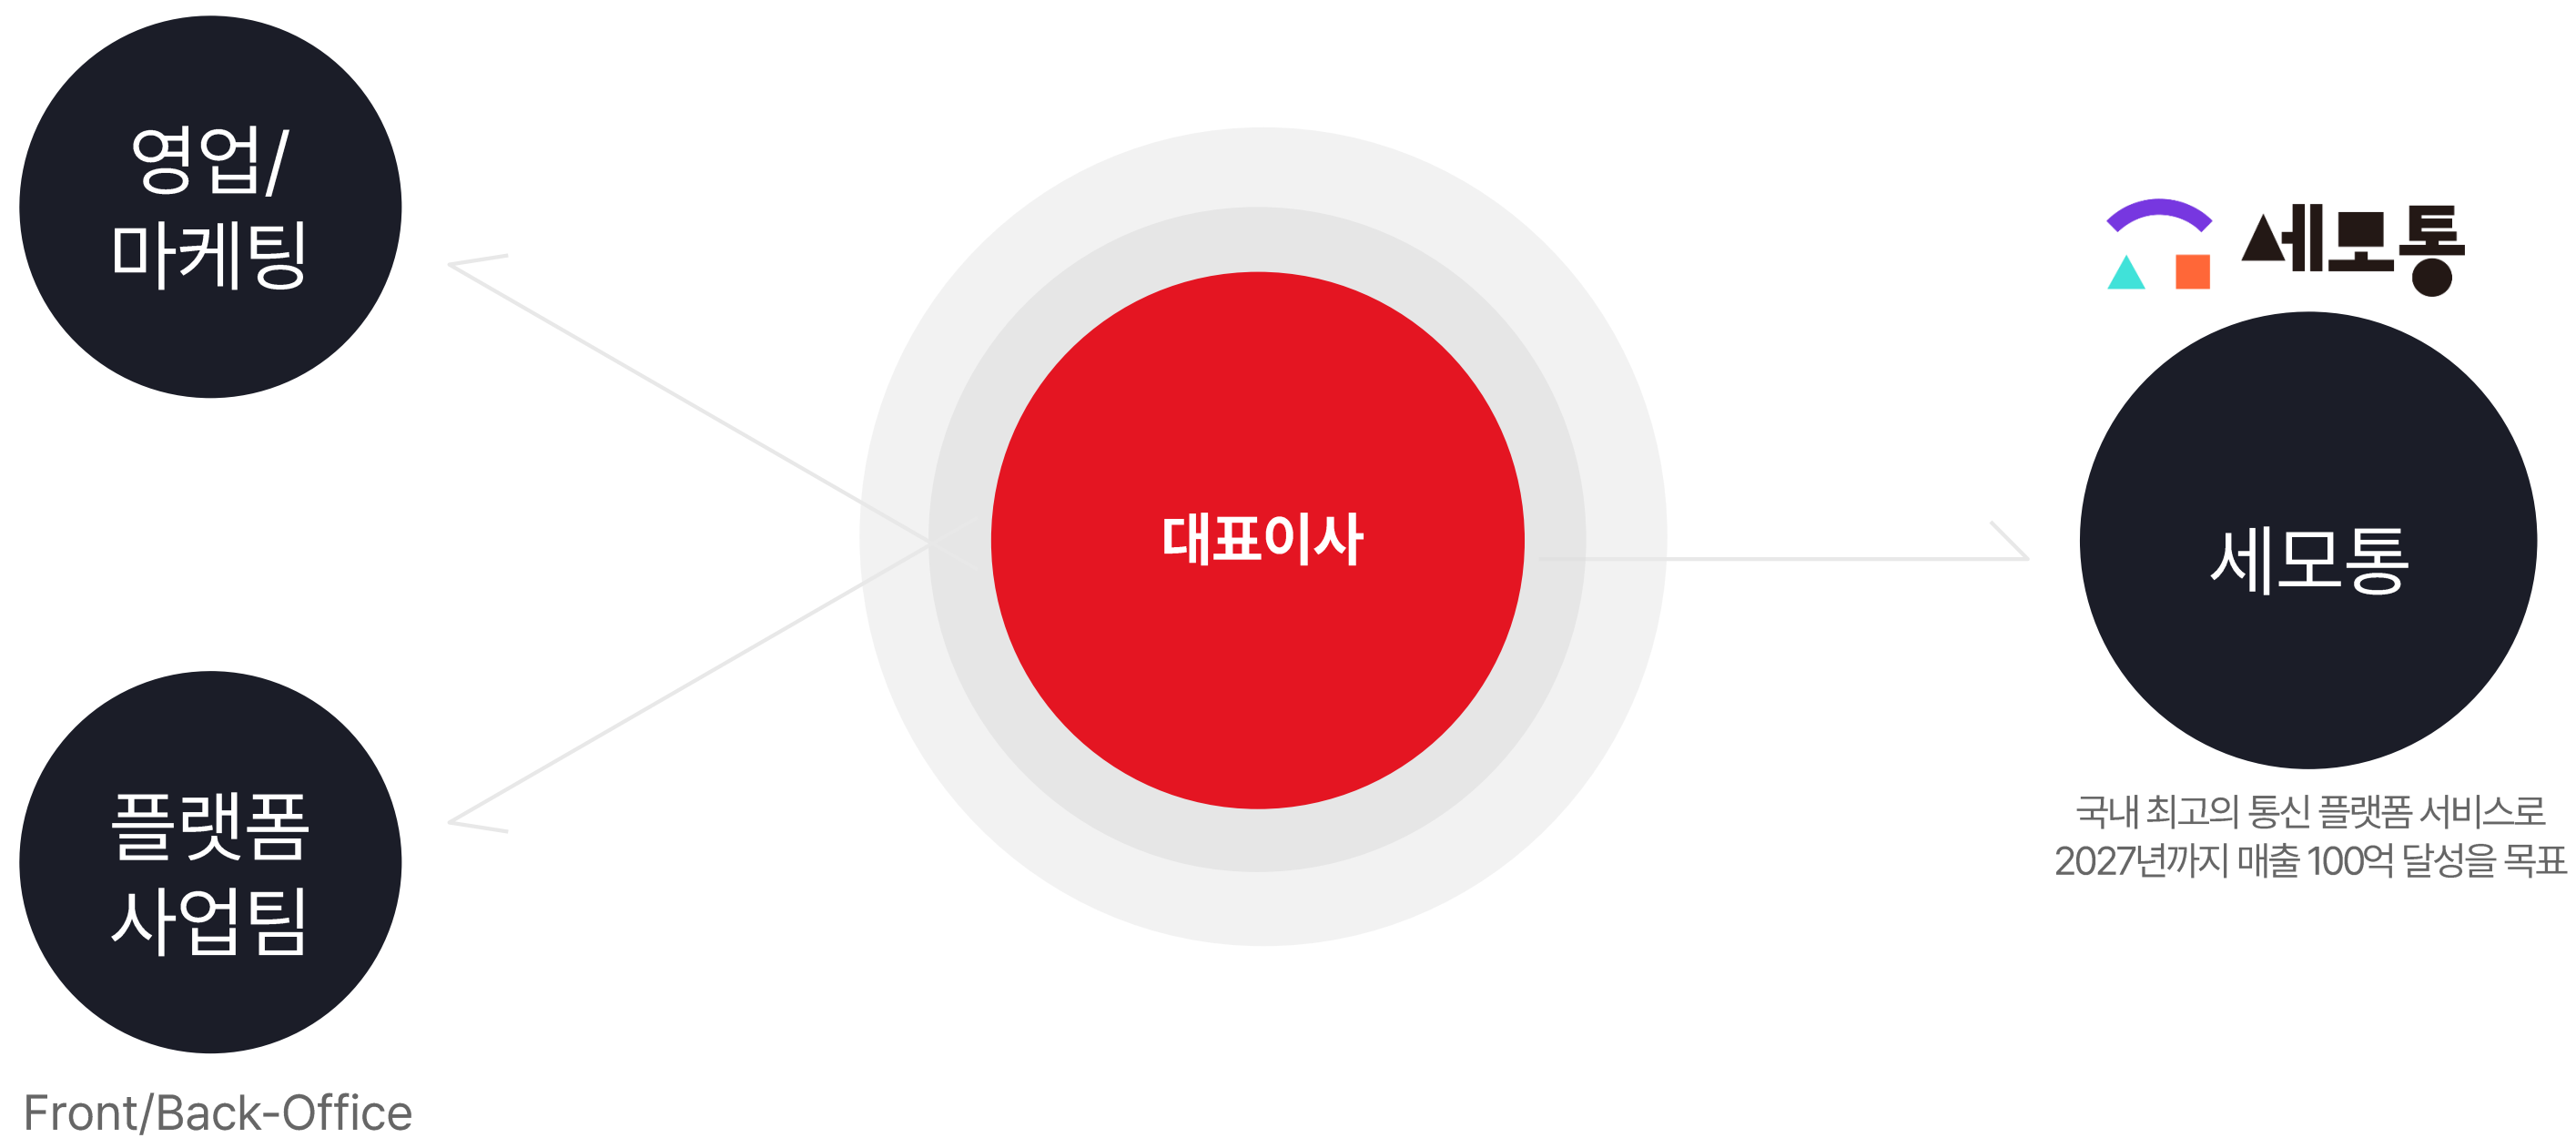 영업/
마케팅
플랫폼
사업팀
Front/Back-Office
대표이사
세모통
세모통
국내 최고의 통신 플랫폼 서비스로
2027년까지 매출 100억 달성을 목표